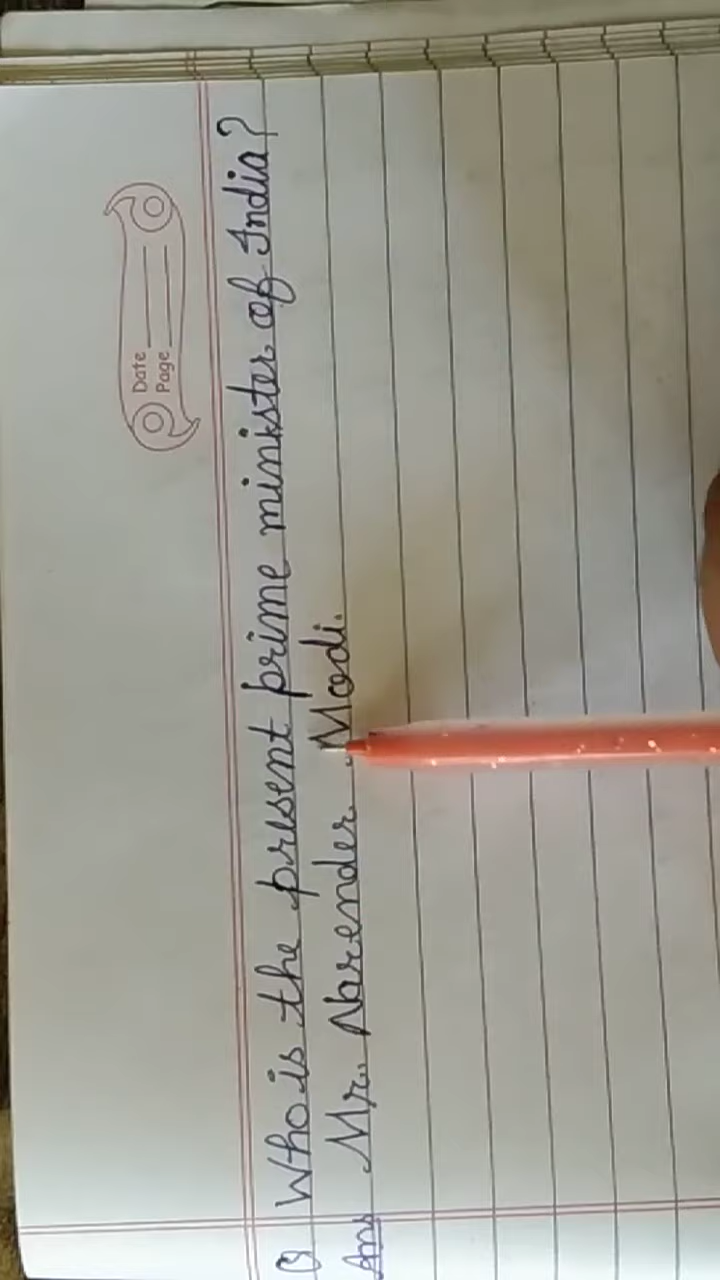 Date
Page
Q Who is the present prime minister of India?
Ans Mr. Narender Modi.